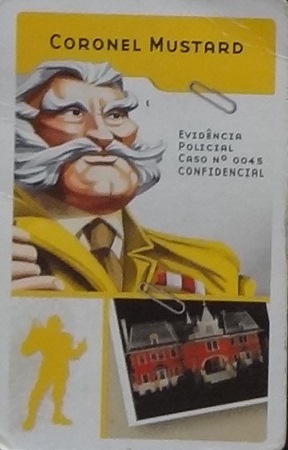 CORONEL MUSTARD
EVIDÊNCIA
POLICIAL
CASO Nº 0045
CONFIDENCIAL